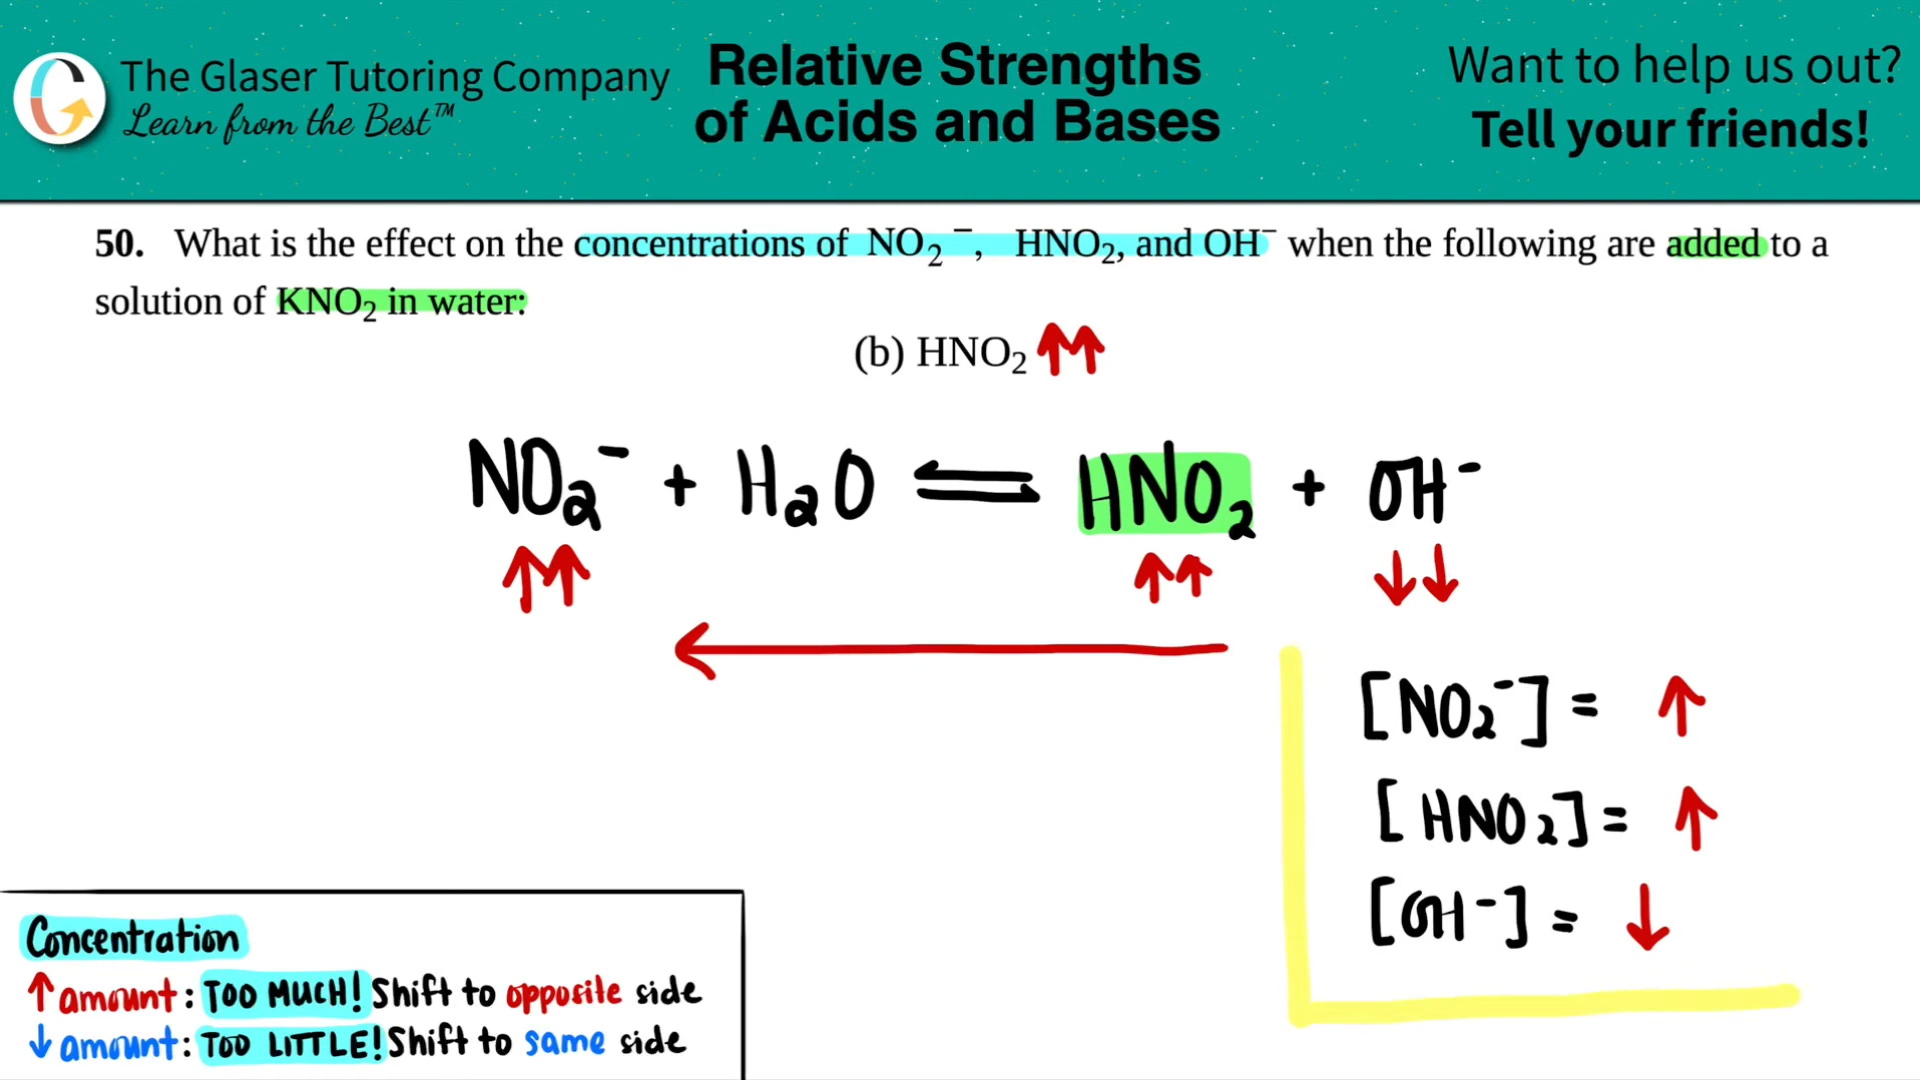 The Glaser Tutoring Company
Learn from the Best™
Relative Strengths
of Acids and Bases
Want to help us out?
Tell your friends!
50. What is the effect on the concentrations of NO₂⁻, HNO₂, and OH⁻ when the following are added to a
solution of KNO₂ in water:
(b) HNO₂ ↑↑
NO₂⁻ + H₂O ⇌ HNO₂ + OH⁻
↑↑ ↑↑ ↓↓
←
[NO₂⁻] = ↑
[HNO₂] = ↑
[OH⁻] = ↓
Concentration
↑ amount: TOO MUCH! Shift to opposite side
↓ amount: TOO LITTLE! Shift to same side